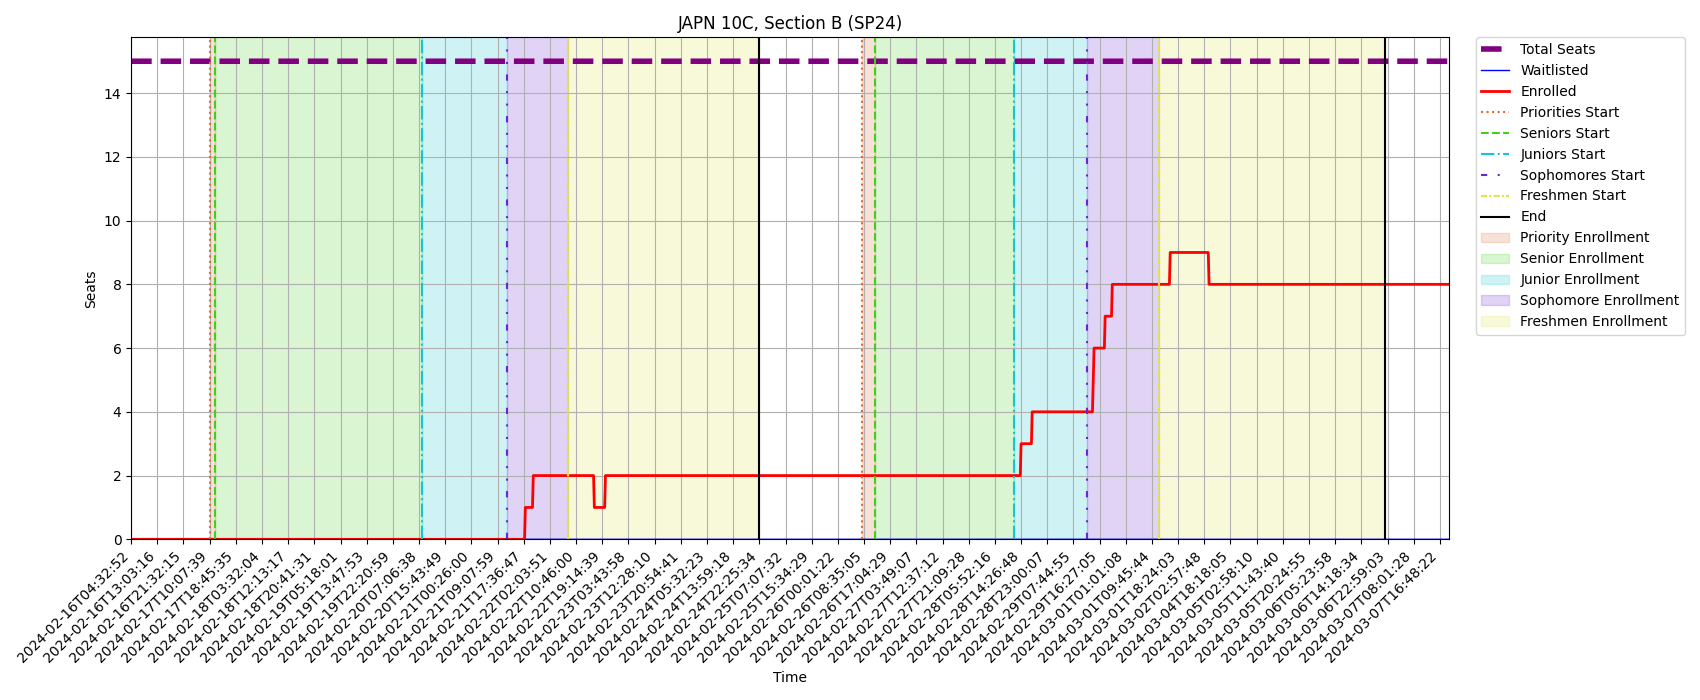 JAPN 10C, Section B (SP24)
Seats
14
12
10
8
6
4
2
0
2024-02-16T04:32:52
2024-02-16T13:03:16
2024-02-16T21:32:15
2024-02-17T10:07:39
2024-02-17T18:45:35
2024-02-18T03:32:04
2024-02-18T12:13:17
2024-02-18T20:41:31
2024-02-19T05:18:01
2024-02-19T13:47:53
2024-02-19T22:20:59
2024-02-20T07:06:38
2024-02-20T15:43:49
2024-02-21T00:26:00
2024-02-21T09:07:59
2024-02-21T17:36:47
2024-02-22T02:03:51
2024-02-22T10:46:00
2024-02-22T19:14:39
2024-02-23T03:43:58
2024-02-23T12:28:10
2024-02-23T20:54:41
2024-02-24T05:32:23
2024-02-24T13:59:18
2024-02-24T22:25:34
2024-02-25T07:07:32
2024-02-25T15:34:29
2024-02-26T00:01:22
2024-02-26T08:35:05
2024-02-26T17:04:29
2024-02-27T03:49:07
2024-02-27T12:37:12
2024-02-27T21:09:28
2024-02-28T05:52:16
2024-02-28T14:26:48
2024-02-28T23:00:07
2024-02-29T07:44:55
2024-02-29T16:27:05
2024-03-01T01:01:08
2024-03-01T09:45:44
2024-03-01T18:24:03
2024-03-02T02:57:48
2024-03-04T18:18:05
2024-03-05T02:58:10
2024-03-05T11:43:40
2024-03-05T20:24:55
2024-03-06T05:23:58
2024-03-06T14:18:34
2024-03-06T22:59:03
2024-03-07T08:01:28
2024-03-07T16:48:22
Time
Total Seats
Waitlisted
Enrolled
Priorities Start
Seniors Start
Juniors Start
Sophomores Start
Freshmen Start
End
Priority Enrollment
Senior Enrollment
Junior Enrollment
Sophomore Enrollment
Freshmen Enrollment